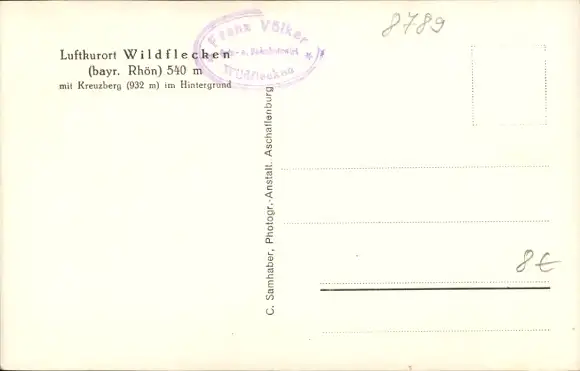 Luftkurort Wildflecken
(bayr. Rhön) 540 m
mit Kreuzberg (932 m) im Hintergrund
Franz Völker
Wildflecken
8789
C. Samhaber, Photogr.-Anstalt. Aschaffenburg
8€